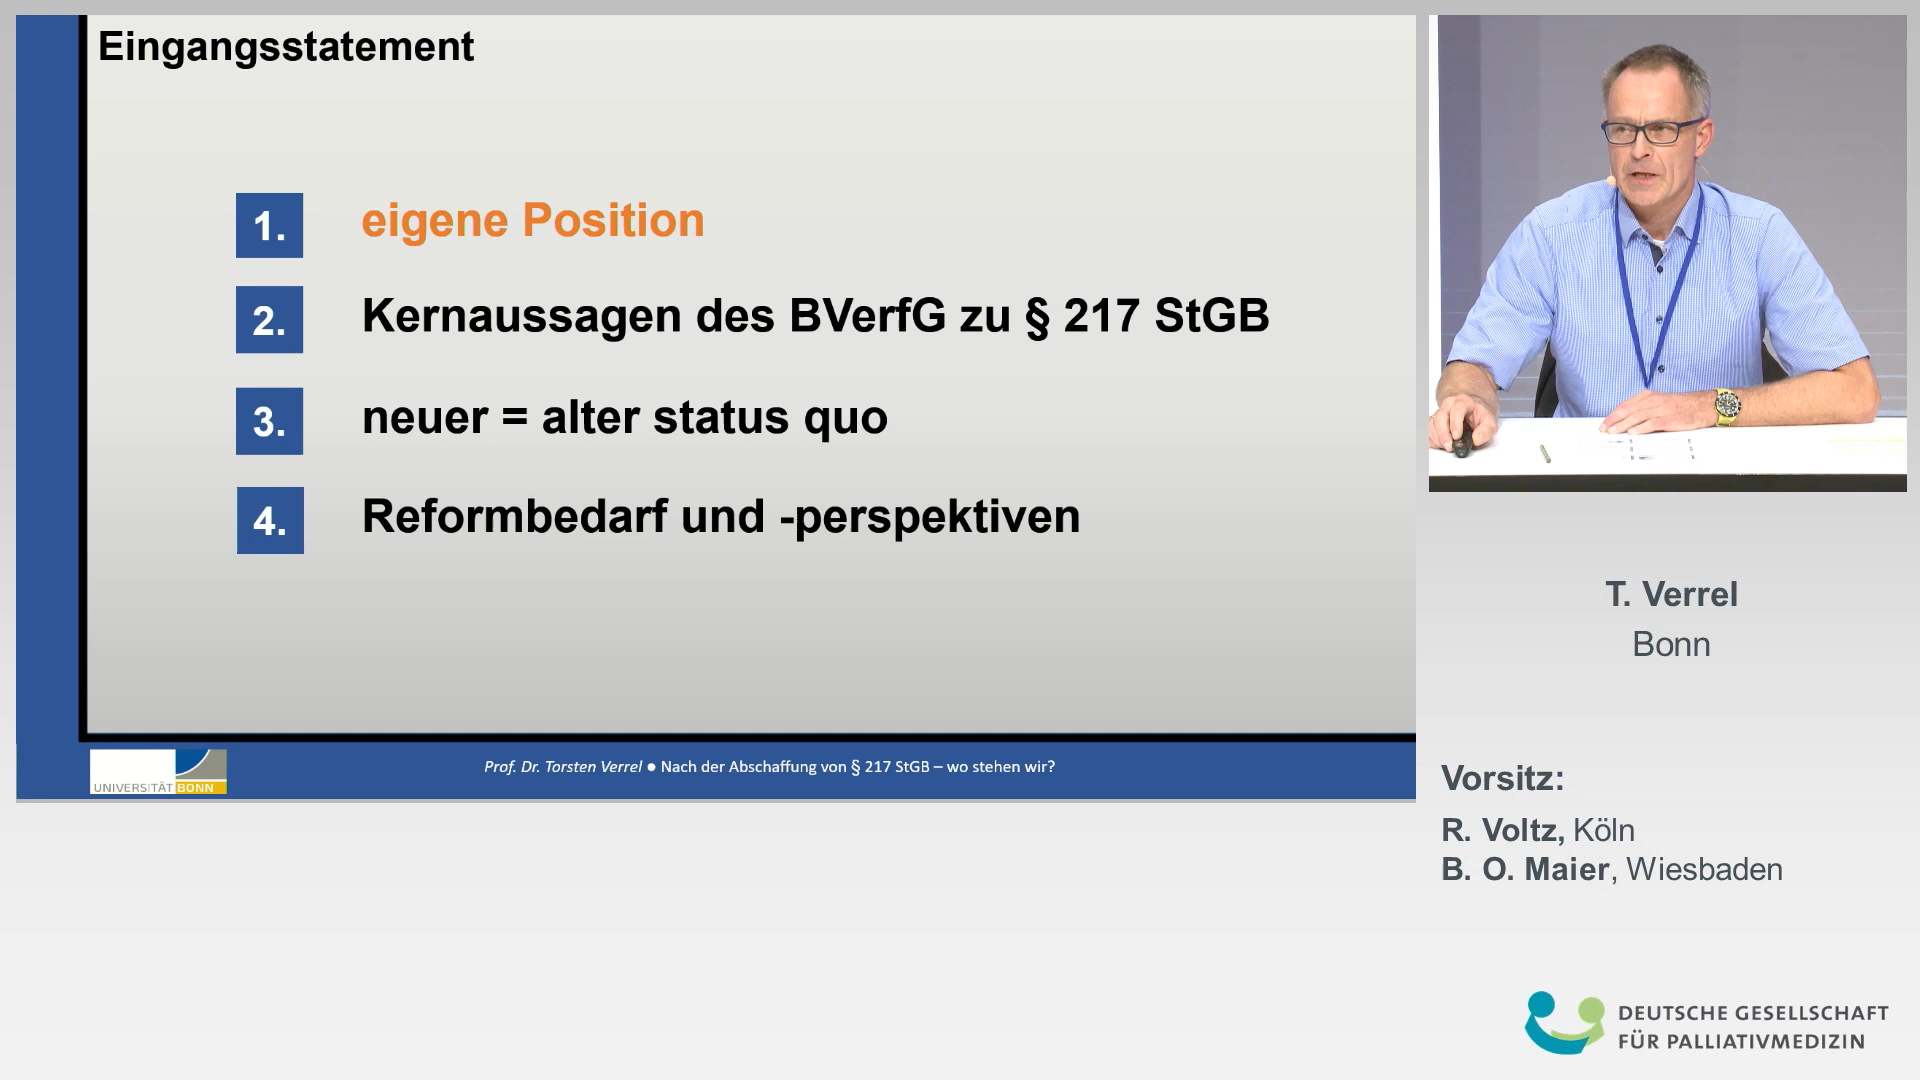 Eingangsstatement
1. eigene Position
2. Kernaussagen des BVerfG zu § 217 StGB
3. neuer = alter status quo
4. Reformbedarf und -perspektiven
UNIVERSITÄT BONN
Prof. Dr. Torsten Verrel ● Nach der Abschaffung von § 217 StGB – wo stehen wir?
T. Verrel
Bonn
Vorsitz:
R. Voltz, Köln
B. O. Maier, Wiesbaden
DEUTSCHE GESELLSCHAFT
FÜR PALLIATIVMEDIZIN